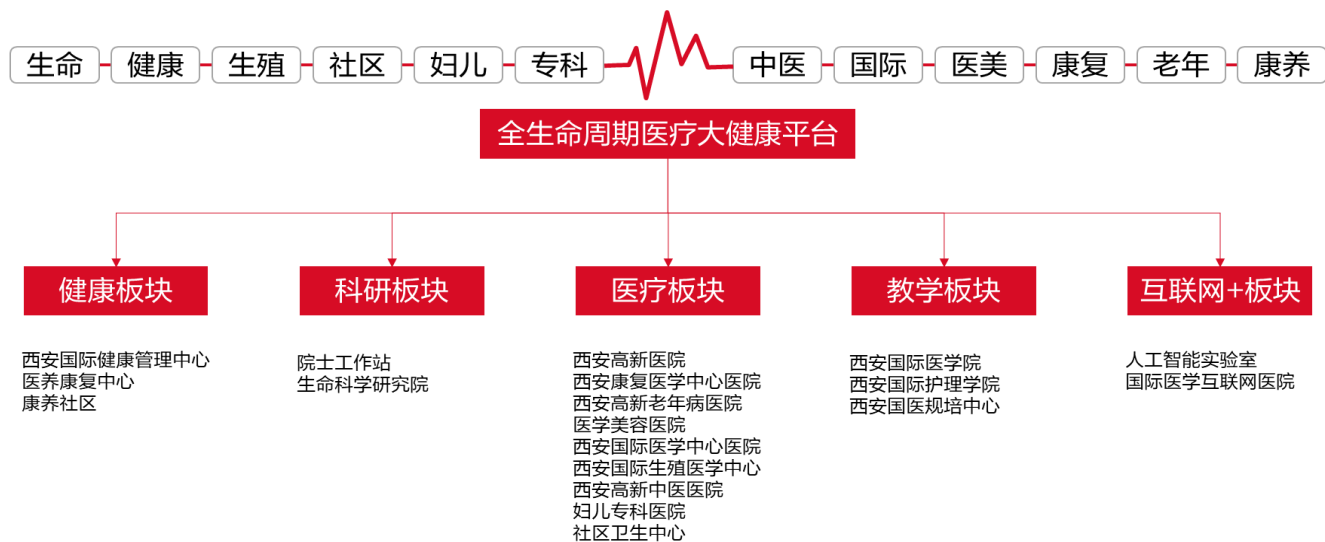 生命 健康 生殖 社区 妇儿 专科 中医 国际 医美 康复 老年 康养
全生命周期医疗大健康平台
健康板块
西安国际健康管理中心
医养康复中心
康养社区
科研板块
院士工作站
生命科学研究院
医疗板块
西安高新医院
西安康复医学中心医院
西安高新老年病医院
医学美容医院
西安国际医学中心医院
西安国际生殖医学中心
西安高新中医医院
妇儿专科医院
社区卫生中心
教学板块
西安国际医学院
西安国际护理学院
西安国医规培中心
互联网+板块
人工智能实验室
国际医学互联网医院